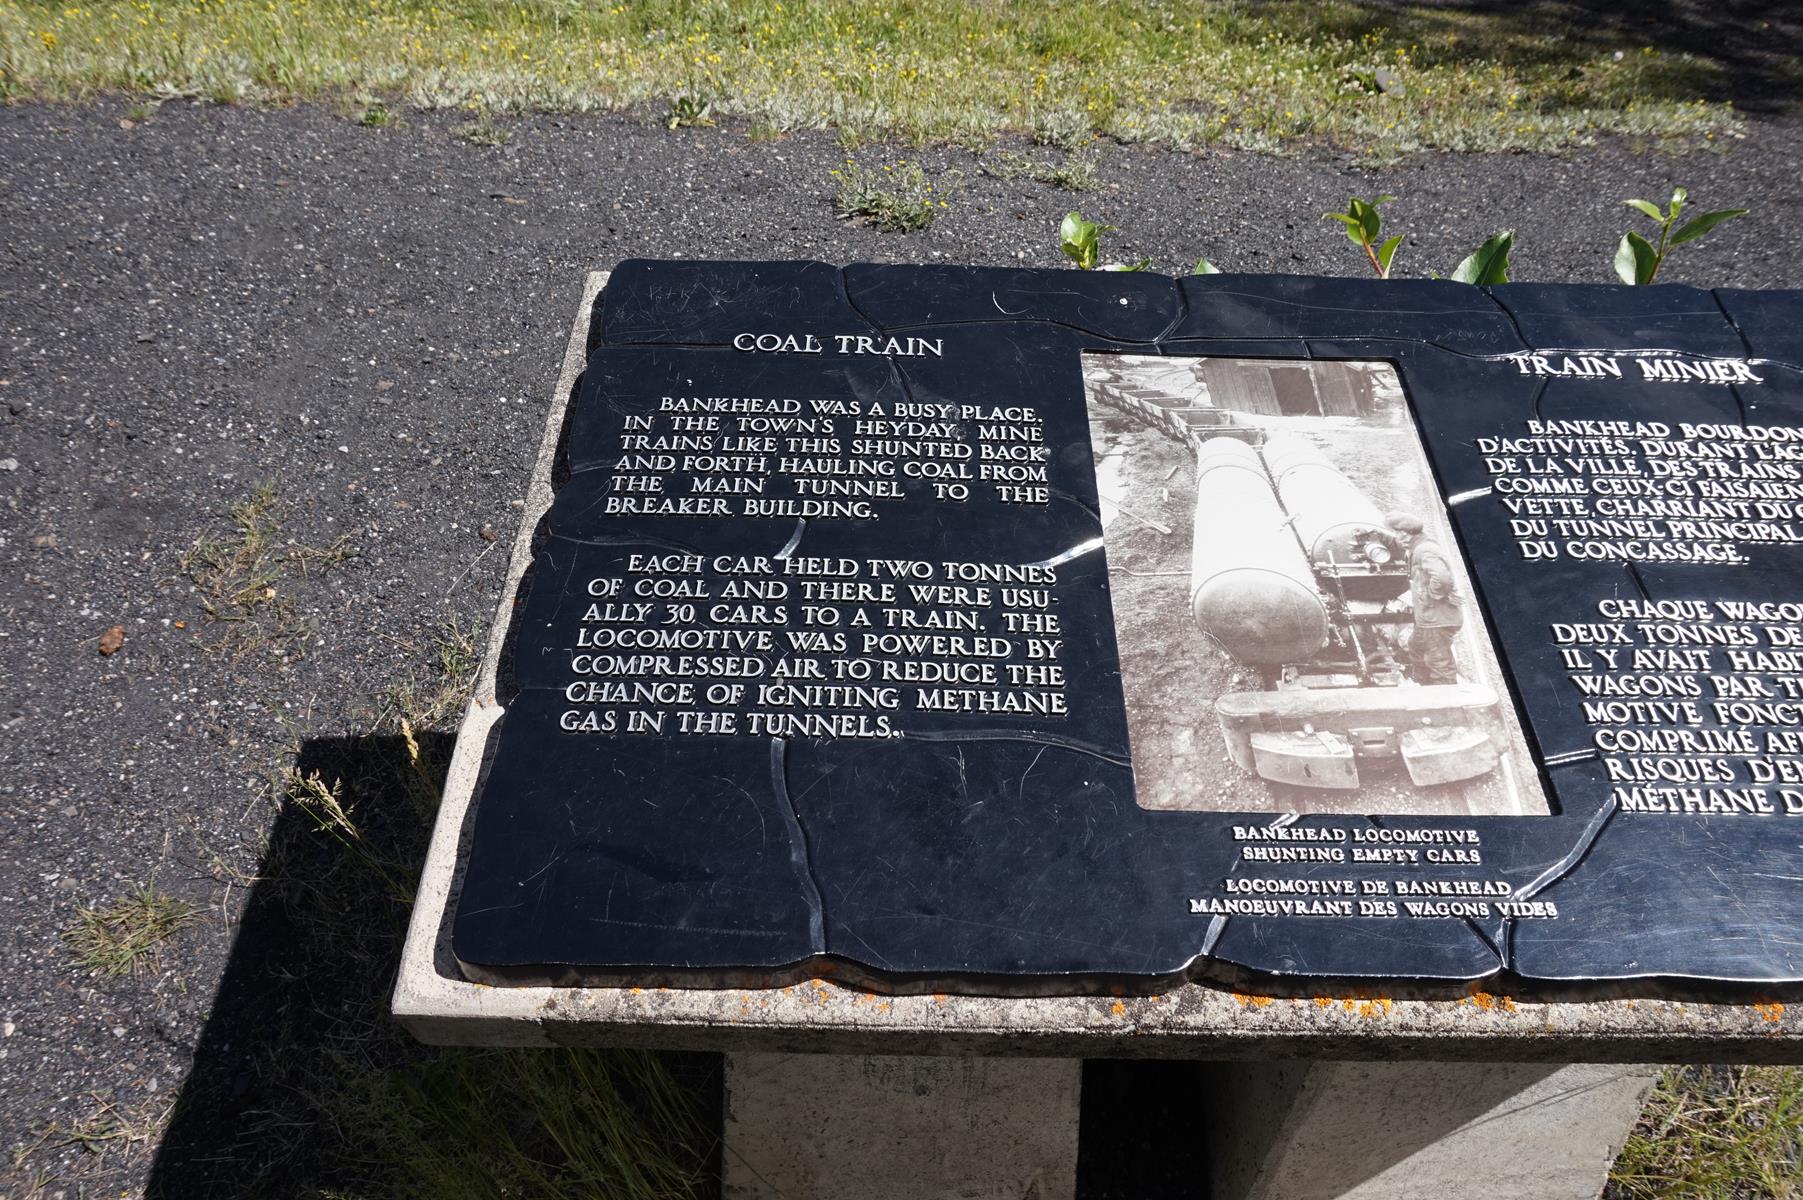 COAL TRAIN
BANKHEAD WAS A BUSY PLACE.
IN THE TOWN'S HEYDAY, MINE
TRAINS LIKE THIS SHUNTED BACK
AND FORTH, HAULING COAL FROM
THE MAIN TUNNEL TO THE
BREAKER BUILDING.
EACH CAR HELD TWO TONNES
OF COAL AND THERE WERE USU-
ALLY 30 CARS TO A TRAIN. THE
LOCOMOTIVE WAS POWERED BY
COMPRESSED AIR TO REDUCE THE
CHANCE OF IGNITING METHANE
GAS IN THE TUNNELS.
BANKHEAD LOCOMOTIVE
SHUNTING EMPTY CARS
LOCOMOTIVE DE BANKHEAD
MANOEUVRANT DES WAGONS VIDES
TRAIN MINIER
BANKHEAD BOURDON
D'ACTIVITÉS. DURANT L'ÂG
DE LA VILLE, DES TRAINS
COMME CEUX-CI FAISAIEN
VETTE, CHARRIANT DU C
DU TUNNEL PRINCIPAL
DU CONCASSAGE.
CHAQUE WAGO
DEUX TONNES DE
IL Y AVAIT HABIT
WAGONS PAR T
MOTIVE FONCT
COMPRIMÉ AF
RISQUES D'E
MÉTHANE D